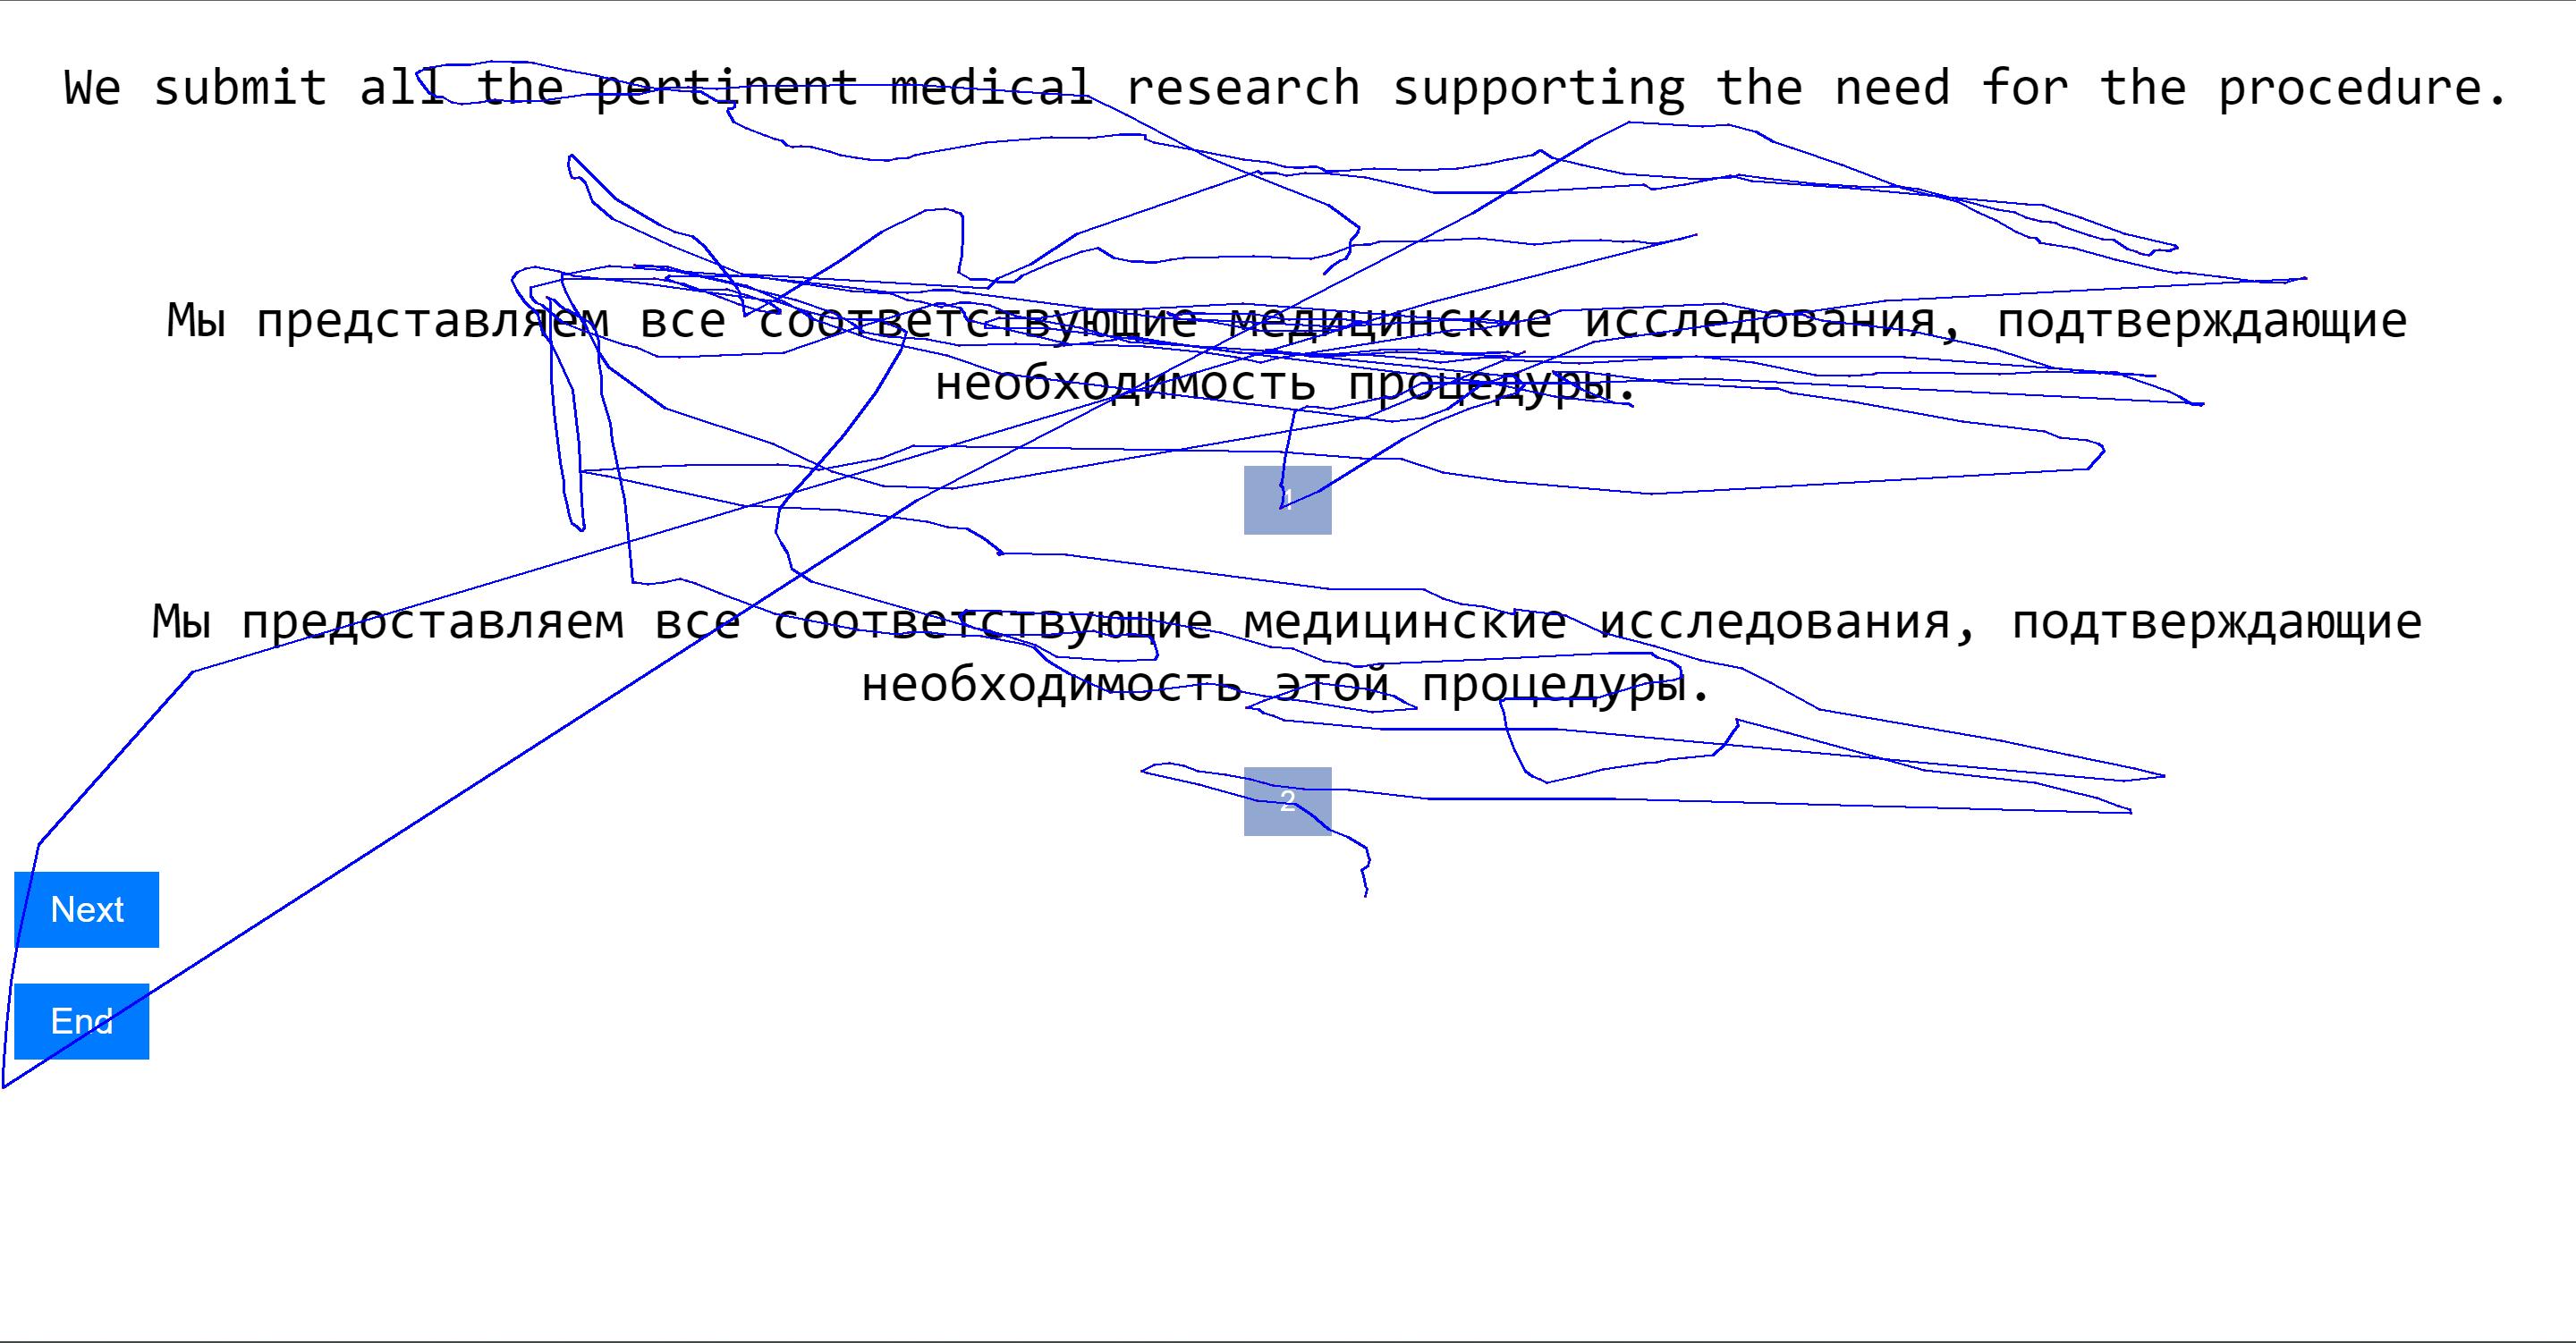 We submit all the pertinent medical research supporting the need for the procedure.
Мы представляем все соответствующие медицинские исследования, подтверждающие
необходимость процедуры.
1
Мы предоставляем все соответствующие медицинские исследования, подтверждающие
необходимость этой процедуры.
2
Next
End